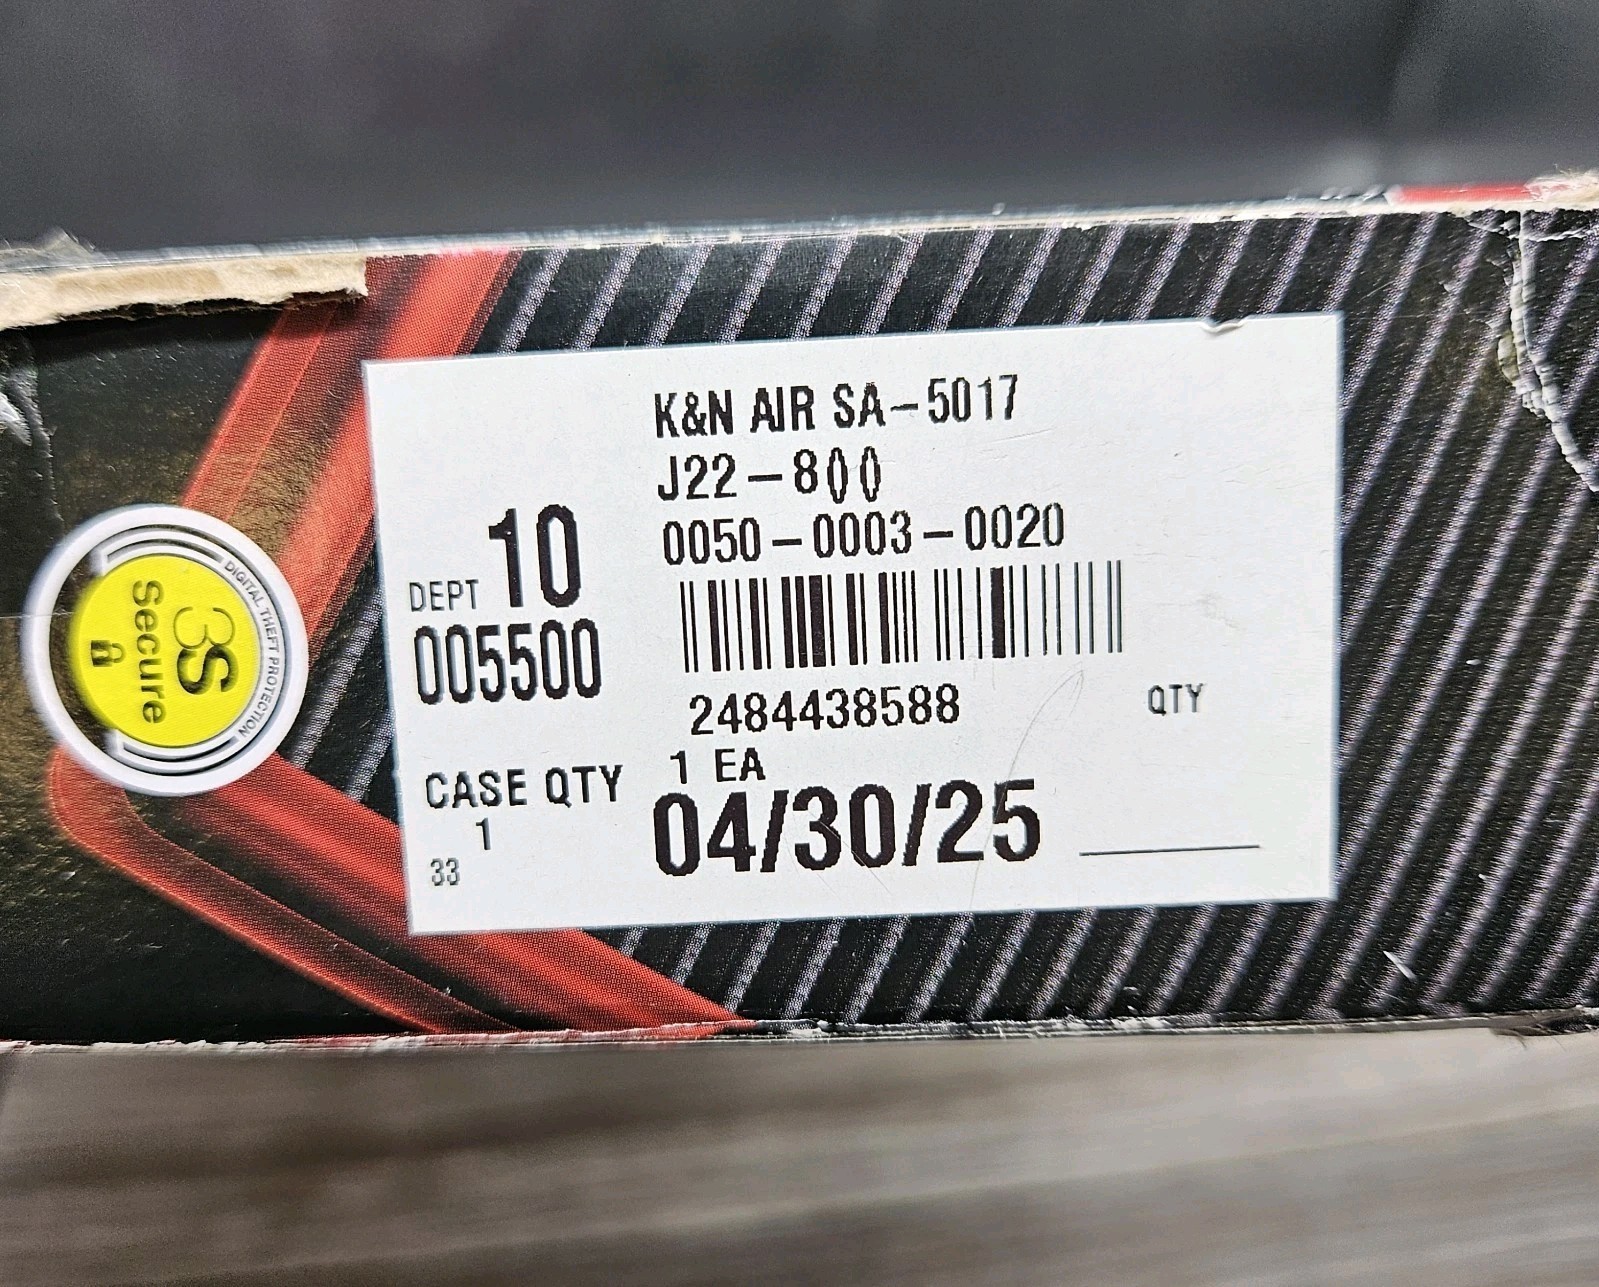 K&N AIR SA-5017
J22-800
0050-0003-0020
DEPT 10
005500
2484438588
QTY
1 EA
CASE QTY
1
33
04/30/25
DIGITAL THEFT PROTECTION
3S
Secure